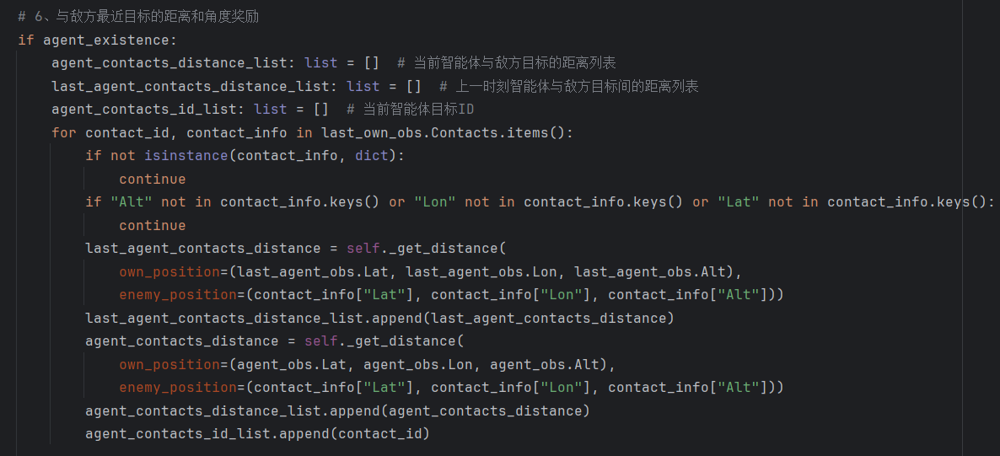 # 6、与敌方最近目标的距离和角度奖励
if agent_existence:
    agent_contacts_distance_list: list = []  # 当前智能体与敌方目标的距离列表
    last_agent_contacts_distance_list: list = []  # 上一时刻智能体与敌方目标间的距离列表
    agent_contacts_id_list: list = []  # 当前智能体目标ID
    for contact_id, contact_info in last_own_obs.Contacts.items():
        if not isinstance(contact_info, dict):
            continue
        if "Alt" not in contact_info.keys() or "Lon" not in contact_info.keys() or "Lat" not in contact_info.keys():
            continue
        last_agent_contacts_distance = self._get_distance(
            own_position=(last_agent_obs.Lat, last_agent_obs.Lon, last_agent_obs.Alt),
            enemy_position=(contact_info["Lat"], contact_info["Lon"], contact_info["Alt"]))
        last_agent_contacts_distance_list.append(last_agent_contacts_distance)
        agent_contacts_distance = self._get_distance(
            own_position=(agent_obs.Lat, agent_obs.Lon, agent_obs.Alt),
            enemy_position=(contact_info["Lat"], contact_info["Lon"], contact_info["Alt"]))
        agent_contacts_distance_list.append(agent_contacts_distance)
        agent_contacts_id_list.append(contact_id)